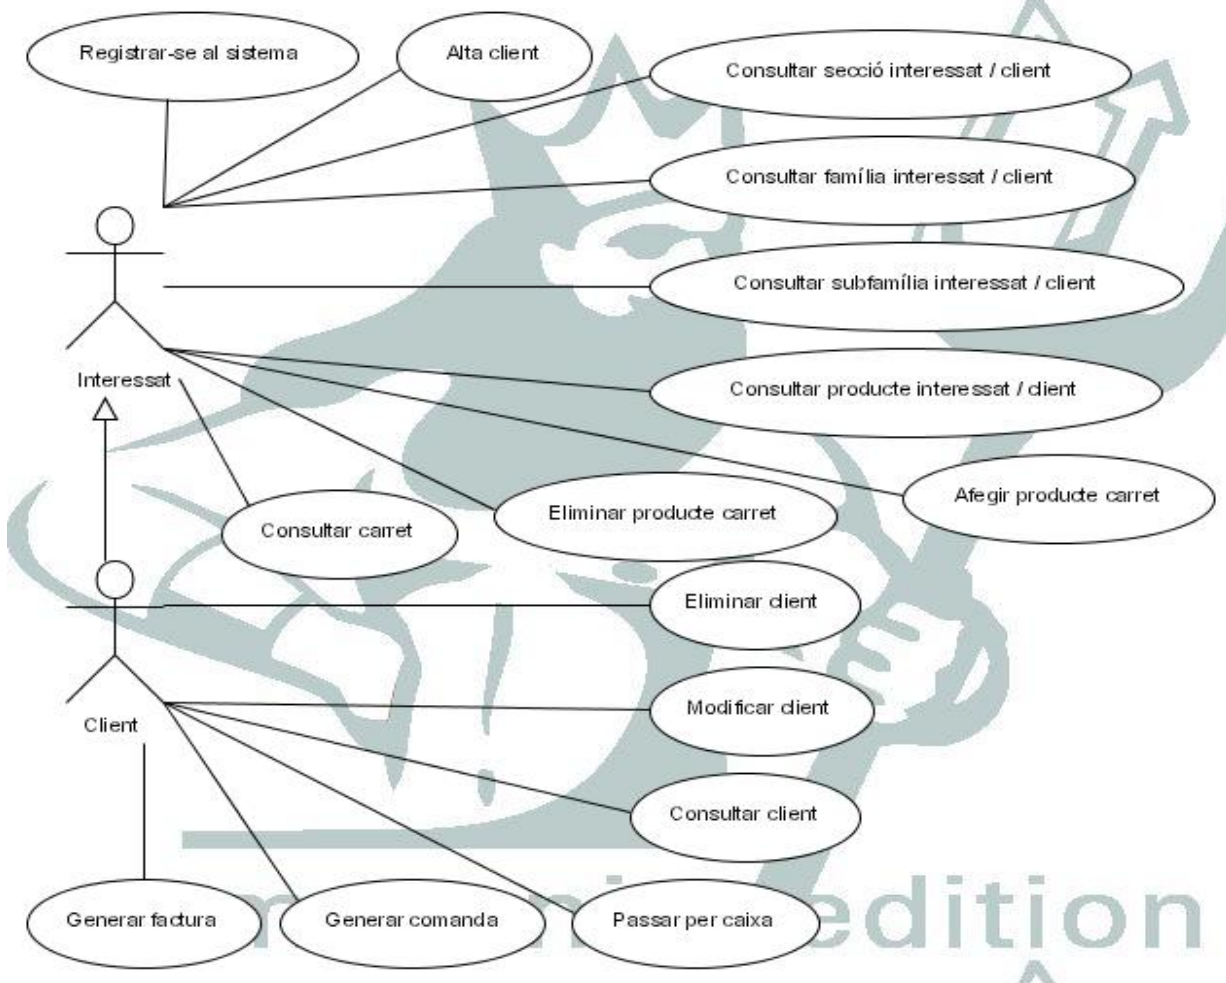 Registrar-se al sistema
Alta client
Consultar secció interessat / client
Consultar família interessat / client
Consultar subfamília interessat / client
Interessat
Consultar producte interessat / client
Afegir producte carret
Eliminar producte carret
Consultar carret
Eliminar client
Modificar client
Client
Consultar client
Generar factura
Generar comanda
Passar per caixa
edition